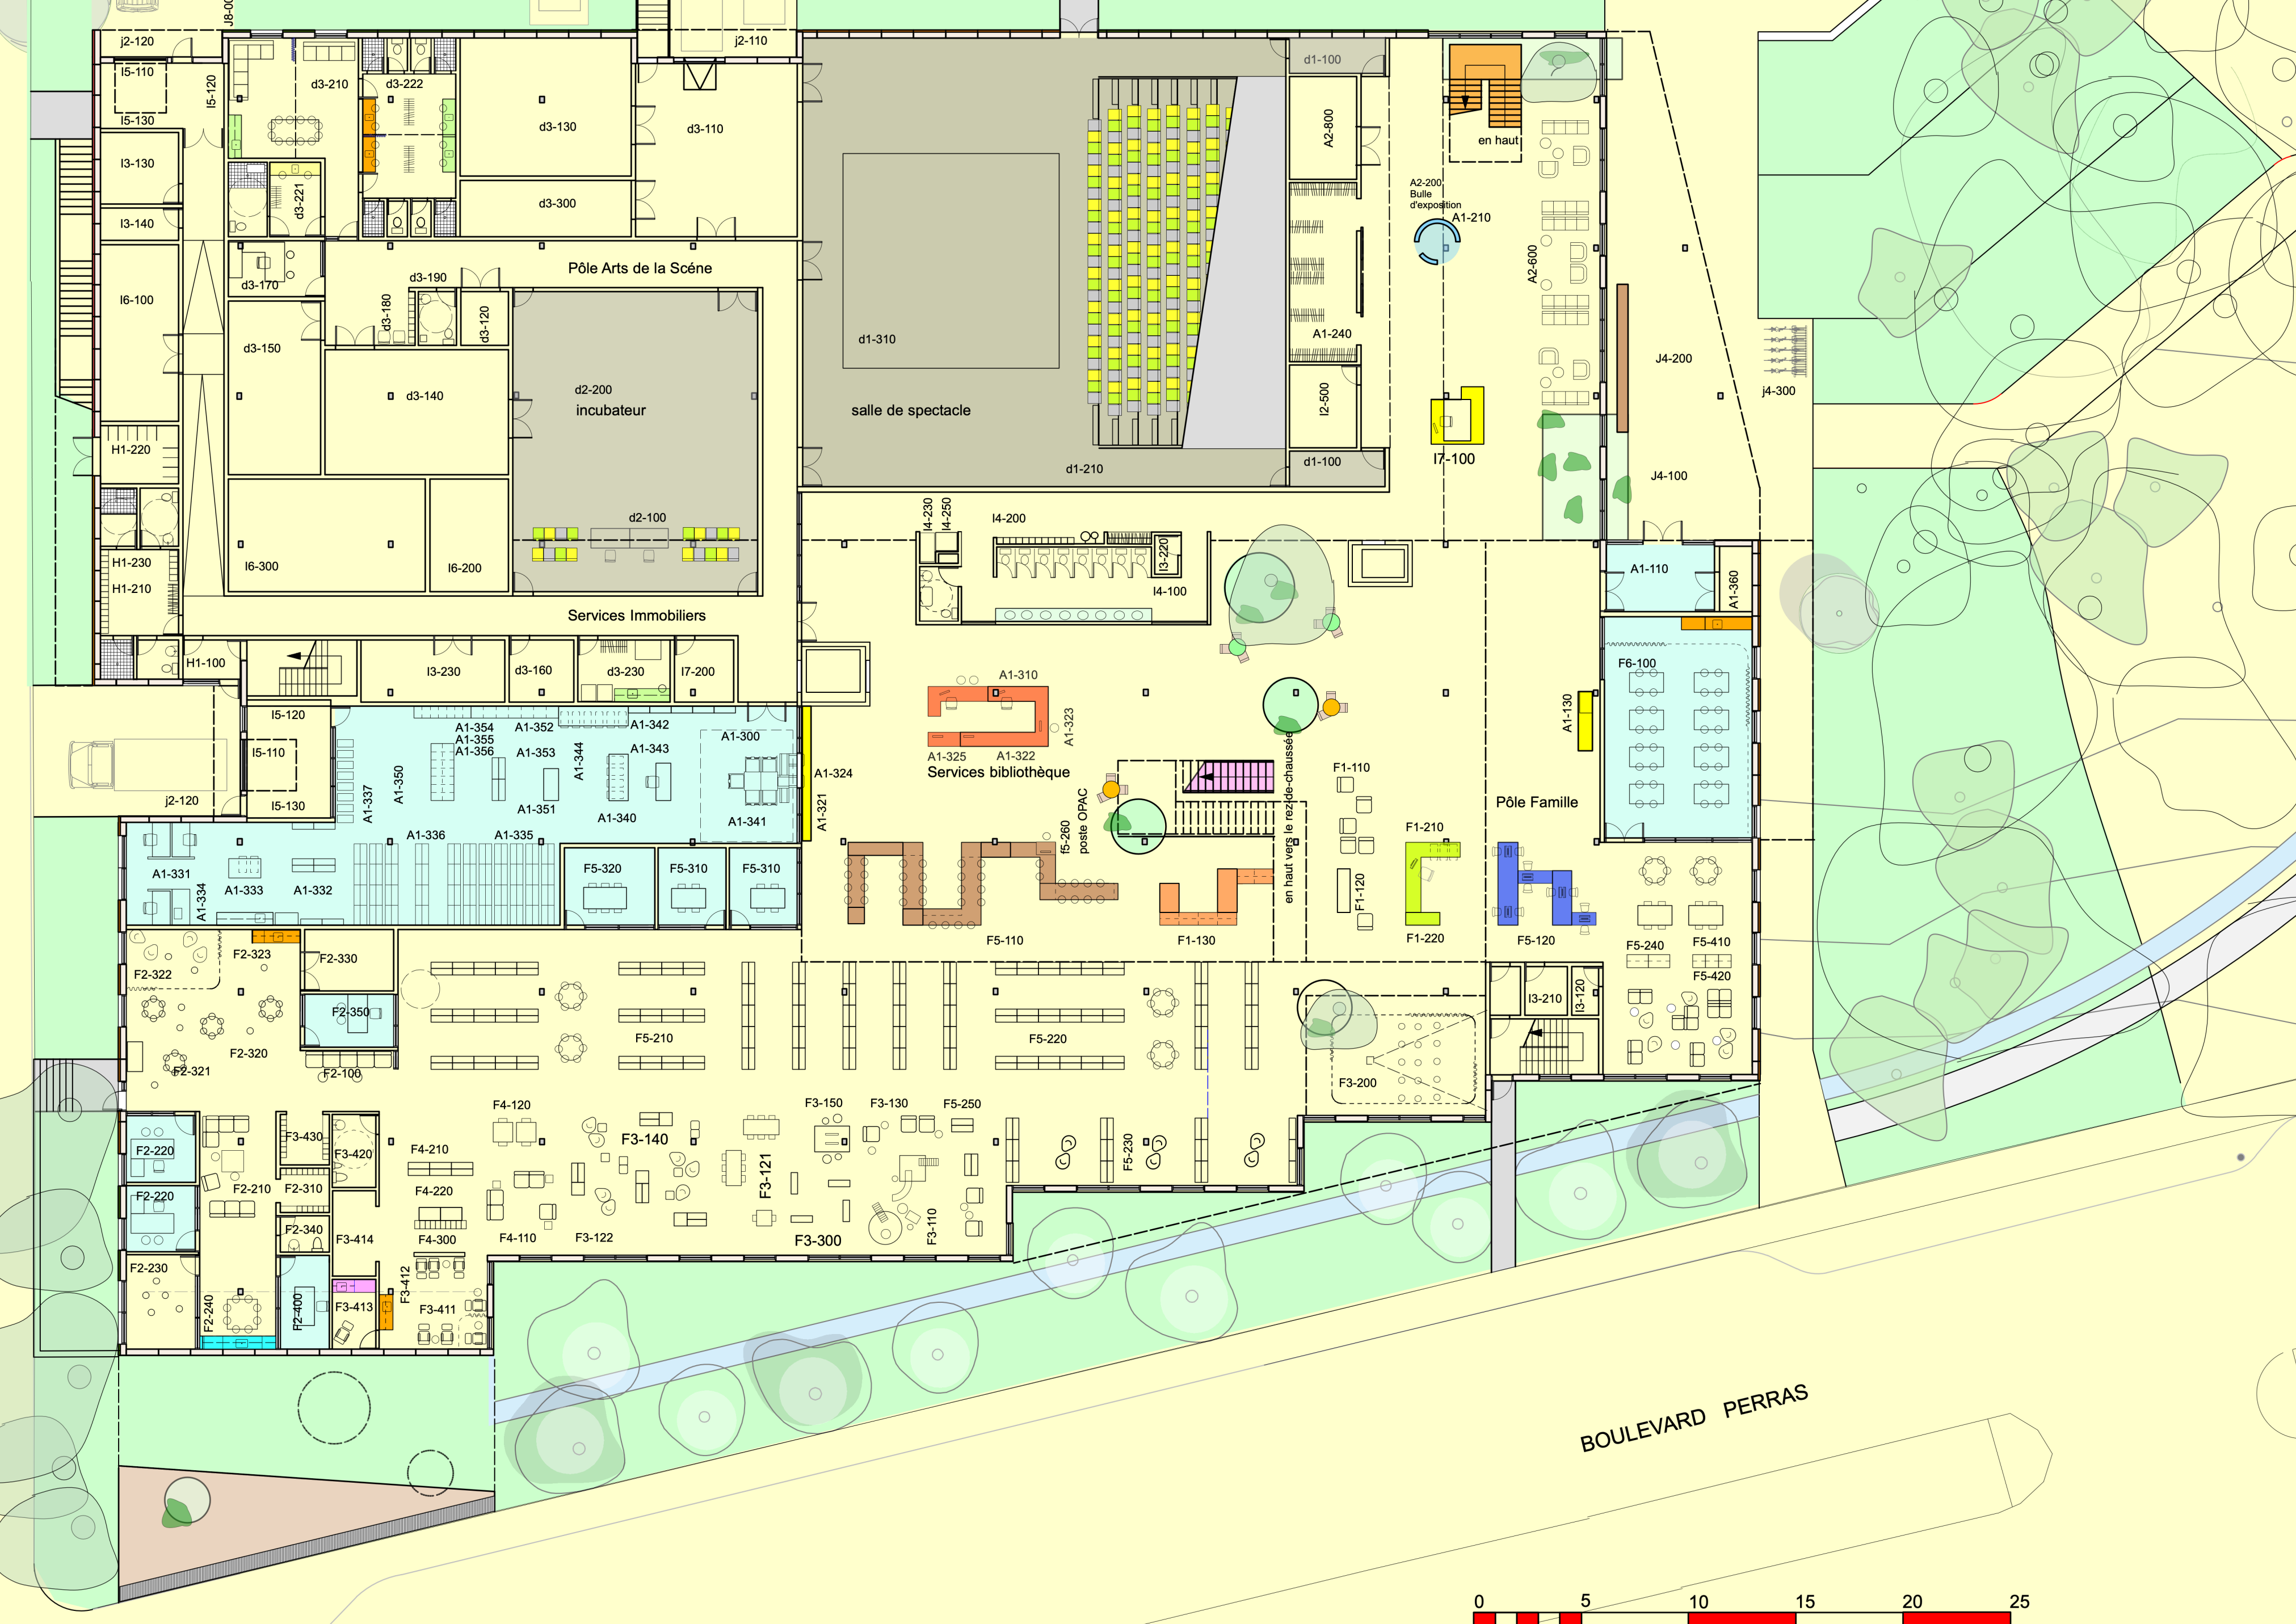 J8-00
j2-120
j2-110
I5-110
I5-120
I5-130
d3-210
d3-222
d3-130
d3-110
d1-100
A2-800
en haut
I3-130
d3-221
I3-140
d3-300
A2-200
Bulle
d'exposition
A1-210
A2-600
Pôle Arts de la Scéne
d3-170
d3-190
d3-180
d3-120
I6-100
d3-150
d3-140
d2-200
incubateur
d1-310
salle de spectacle
A1-240
I2-500
J4-200
j4-300
H1-220
d1-210
d1-100
I7-100
J4-100
d2-100
I4-230
I4-250
I4-200
I3-220
I4-100
I6-300
I6-200
H1-230
H1-210
A1-110
A1-360
Services Immobiliers
H1-100
I3-230
d3-160
d3-230
I7-200
F6-100
A1-310
A1-323
A1-325
A1-322
Services bibliothèque
A1-130
I5-120
I5-110
I5-130
j2-120
A1-354
A1-355
A1-356
A1-352
A1-353
A1-351
A1-344
A1-342
A1-343
A1-340
A1-300
A1-341
A1-350
A1-337
A1-324
A1-321
en haut vers le rez-de-chaussée
F1-110
Pôle Famille
A1-336
A1-335
A1-331
A1-334
A1-333
A1-332
F5-320
F5-310
F5-310
f5-260
poste OPAC
F1-210
F1-120
F5-110
F1-130
F1-220
F5-120
F5-240
F5-410
F5-420
F2-322
F2-323
F2-330
F2-350
F2-320
F2-321
F2-100
F5-210
F5-220
F3-200
I3-210
I3-120
F4-120
F3-140
F3-150
F3-130
F5-250
F2-220
F3-430
F3-420
F4-210
F3-121
F5-230
F2-220
F2-210
F2-310
F4-220
F2-340
F3-414
F4-300
F4-110
F3-122
F3-300
F3-110
F2-230
F2-240
F2-400
F3-413
F3-412
F3-411
BOULEVARD PERRAS
0 5 10 15 20 25